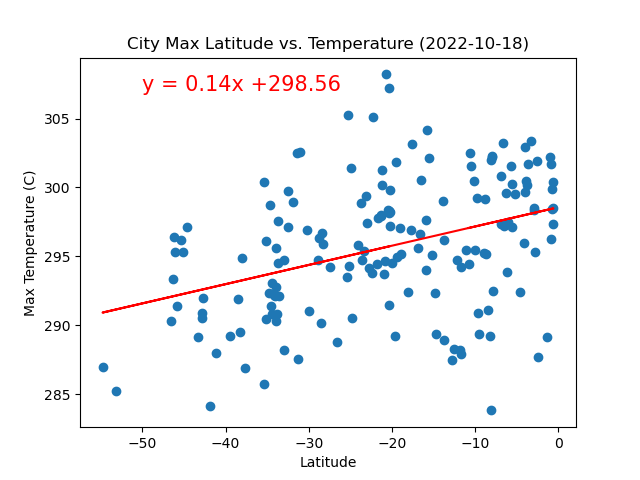 City Max Latitude vs. Temperature (2022-10-18)
y = 0.14x +298.56
Max Temperature (C)
305
300
295
290
285
−50 −40 −30 −20 −10 0
Latitude